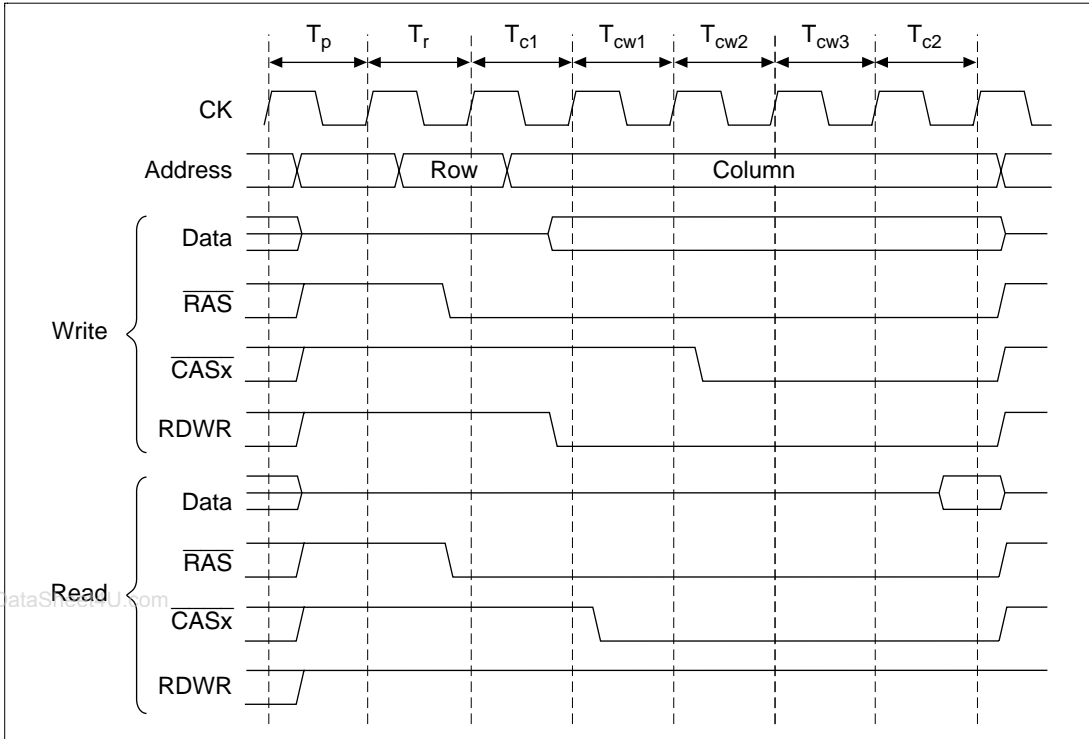 Tp Tr Tc1 Tcw1 Tcw2 Tcw3 Tc2
CK
Address Row Column
Write
Data
RAS
CASx
RDWR
Read
Data
RAS
CASx
RDWR